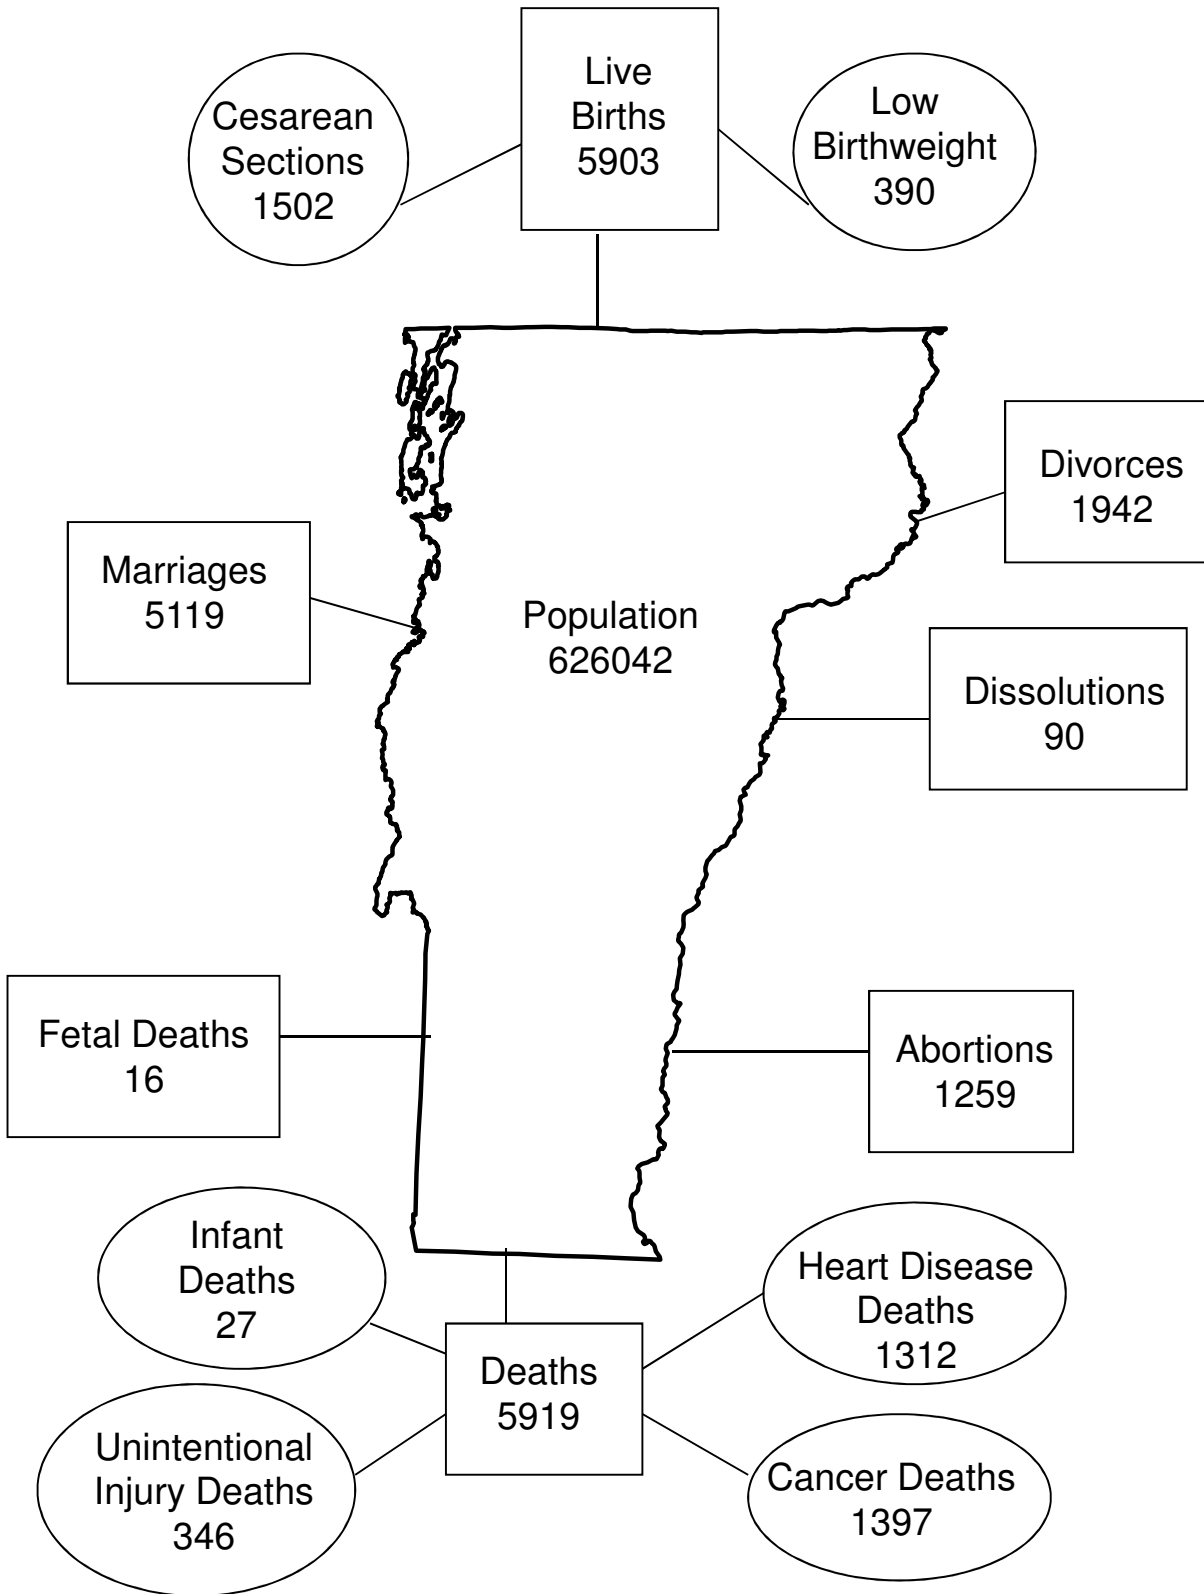 Live
Births
5903
Cesarean
Sections
1502
Low
Birthweight
390
Divorces
1942
Marriages
5119
Population
626042
Dissolutions
90
Fetal Deaths
16
Abortions
1259
Infant
Deaths
27
Heart Disease
Deaths
1312
Deaths
5919
Unintentional
Injury Deaths
346
Cancer Deaths
1397